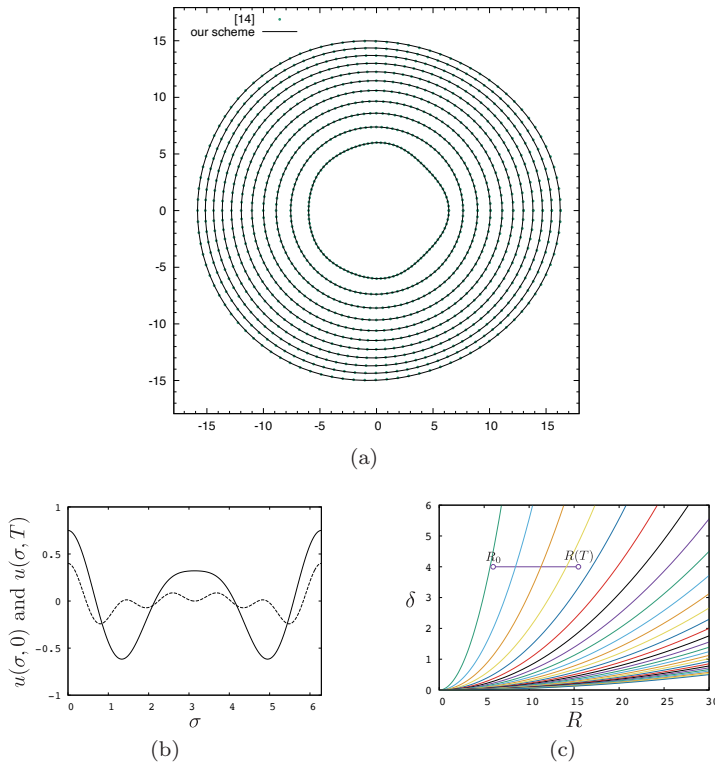 [14]
our scheme
15
10
5
0
-5
-10
-15
-15 -10 -5 0 5 10 15
(a)
u(σ, 0) and u(σ, T)
1
0.5
0
-0.5
-1
0 1 2 3 4 5 6
σ
(b)
δ
6
5
4
3
2
1
0
R₀ R(T)
0 5 10 15 20 25 30
R
(c)